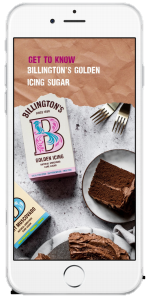 GET TO KNOW
BILLINGTON'S GOLDEN
ICING SUGAR
BILLINGTON'S
B
GOLDEN ICING